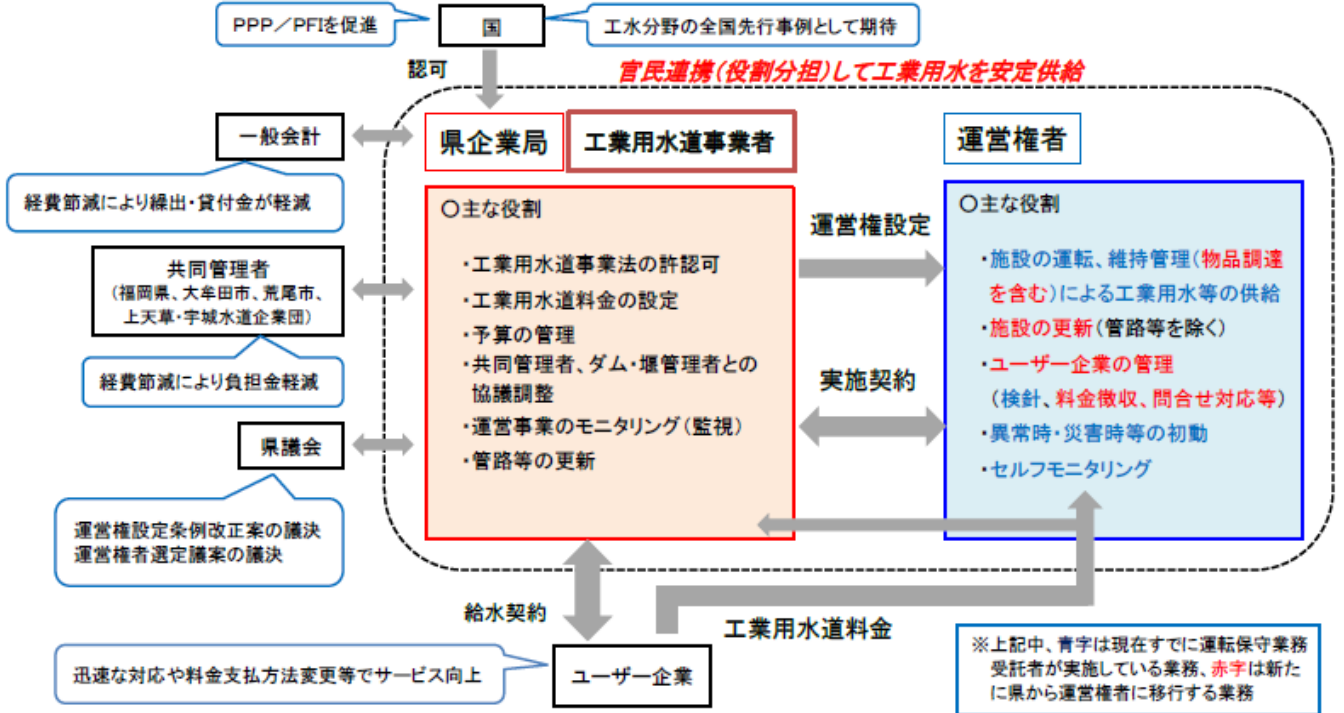 PPP／PFIを促進
国
工水分野の全国先行事例として期待
認可
官民連携（役割分担）して工業用水を安定供給
一般会計
経費節減により繰出・貸付金が軽減
共同管理者
（福岡県、大牟田市、荒尾市、
上天草・宇城水道企業団）
経費節減により負担金軽減
県議会
運営権設定条例改正案の議決
運営権者選定議案の議決
県企業局
工業用水道事業者
〇主な役割
・工業用水道事業法の許認可
・工業用水道料金の設定
・予算の管理
・共同管理者、ダム・堰管理者との
協議調整
・運営事業のモニタリング（監視）
・管路等の更新
運営権設定
実施契約
運営権者
〇主な役割
・施設の運転、維持管理（物品調達
を含む）による工業用水等の供給
・施設の更新（管路等を除く）
・ユーザー企業の管理
（検針、料金徴収、問合せ対応等）
・異常時・災害時等の初動
・セルフモニタリング
給水契約
工業用水道料金
迅速な対応や料金支払方法変更等でサービス向上
ユーザー企業
※上記中、青字は現在すでに運転保守業務
受託者が実施している業務、赤字は新た
に県から運営権者に移行する業務